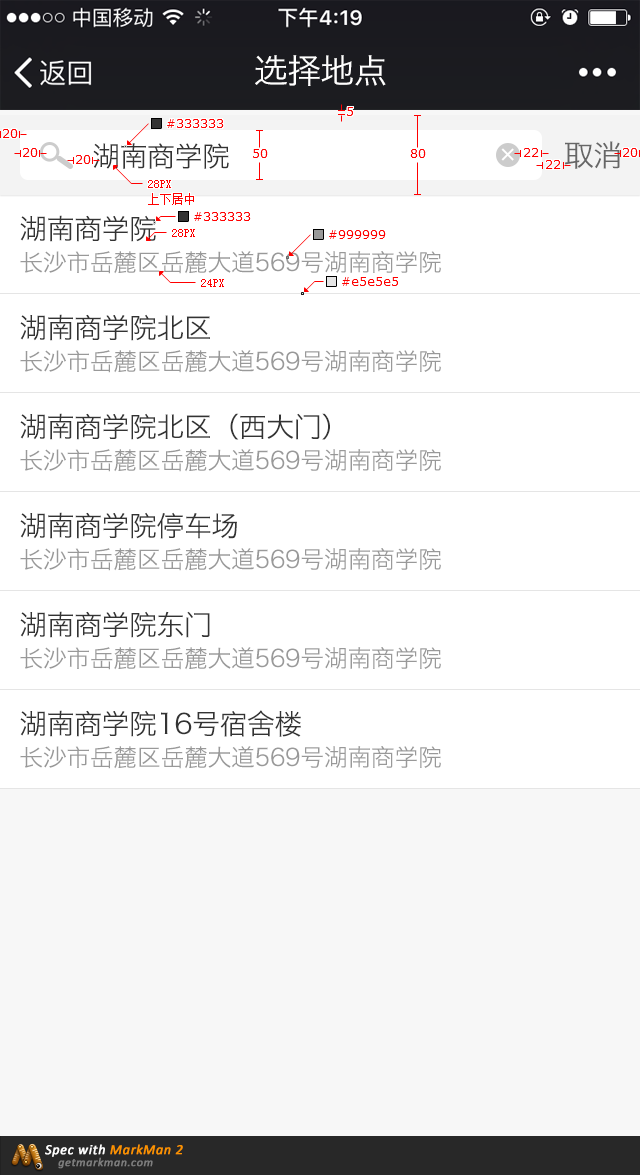 中国移动 下午4:19
返回 选择地点
#333333 5
20 20 20 湖南商学院 50 80 22 22 取消 20
28PX
上下居中
湖南商学院 #333333
28PX #999999
长沙市岳麓区岳麓大道569号湖南商学院
24PX #e5e5e5
湖南商学院北区
长沙市岳麓区岳麓大道569号湖南商学院
湖南商学院北区（西大门）
长沙市岳麓区岳麓大道569号湖南商学院
湖南商学院停车场
长沙市岳麓区岳麓大道569号湖南商学院
湖南商学院东门
长沙市岳麓区岳麓大道569号湖南商学院
湖南商学院16号宿舍楼
长沙市岳麓区岳麓大道569号湖南商学院
Spec with MarkMan 2
getmarkman.com